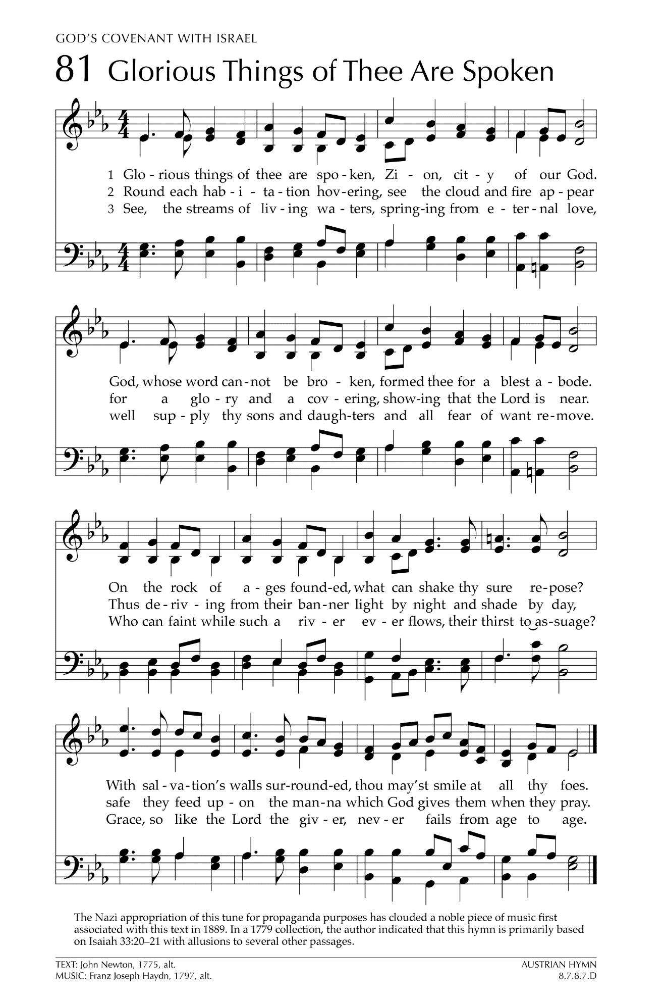 GOD'S COVENANT WITH ISRAEL
81 Glorious Things of Thee Are Spoken
1 Glo - rious things of thee are spo - ken, Zi - on, cit - y of our God.
2 Round each hab - i - ta - tion hov - ering, see the cloud and fire ap - pear
3 See, the streams of liv - ing wa - ters, spring - ing from e - ter - nal love,
God, whose word can - not be bro - ken, formed thee for a blest a - bode.
for a glo - ry and a cov - ering, show - ing that the Lord is near.
well sup - ply thy sons and daugh - ters and all fear of want re - move.
On the rock of a - ges found - ed, what can shake thy sure re - pose?
Thus de - riv - ing from their ban - ner light by night and shade by day,
Who can faint while such a riv - er ev - er flows, their thirst to as - suage?
With sal - va - tion's walls sur - round - ed, thou may'st smile at all thy foes.
safe they feed up - on the man - na which God gives them when they pray.
Grace, so like the Lord the giv - er, nev - er fails from age to age.
The Nazi appropriation of this tune for propaganda purposes has clouded a noble piece of music first
associated with this text in 1889. In a 1779 collection, the author indicated that this hymn is primarily based
on Isaiah 33:20–21 with allusions to several other passages.
TEXT: John Newton, 1775, alt.
MUSIC: Franz Joseph Haydn, 1797, alt.
AUSTRIAN HYMN
8.7.8.7.D